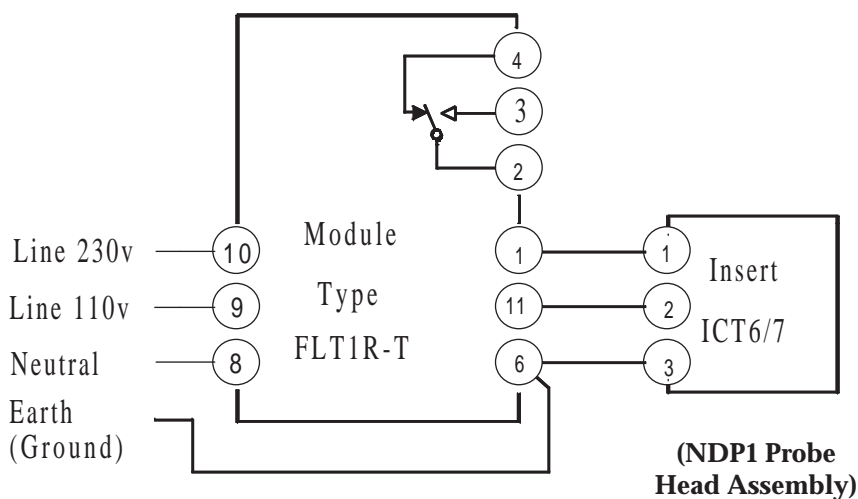 4
3
2
Line 230v
10
Module
1
1
Insert
Line 110v
9
Type
11
2
ICT6/7
Neutral
8
FLT1R-T
6
3
Earth
(Ground)
(NDP1 Probe
Head Assembly)